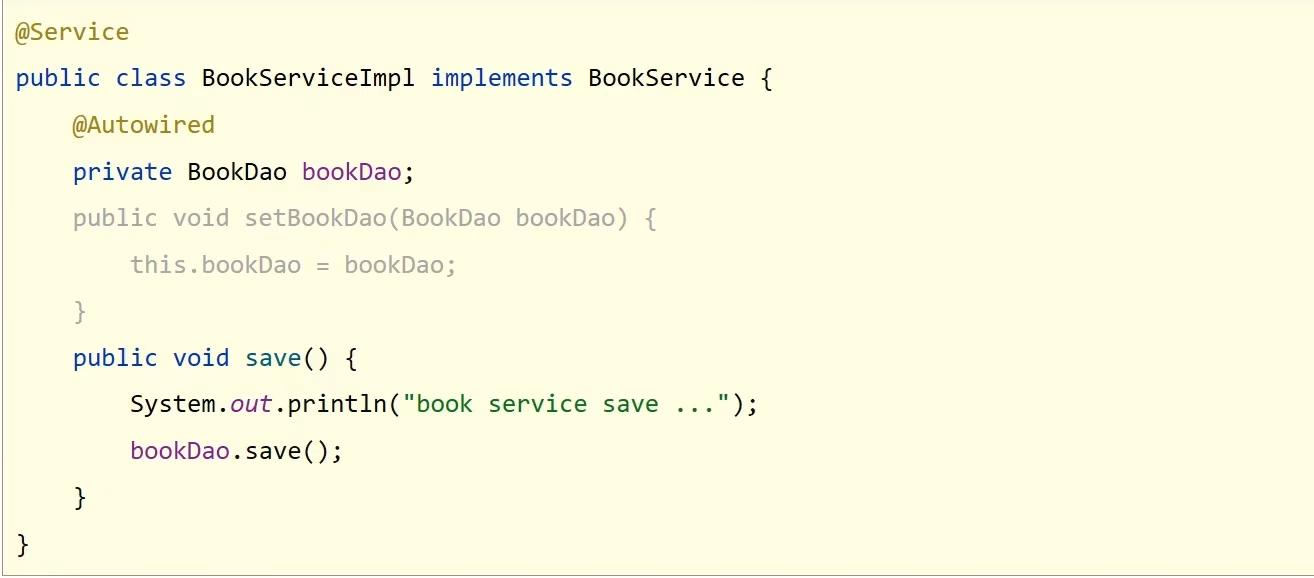 @Service
public class BookServiceImpl implements BookService {
    @Autowired
    private BookDao bookDao;
    public void setBookDao(BookDao bookDao) {
        this.bookDao = bookDao;
    }
    public void save() {
        System.out.println("book service save ...");
        bookDao.save();
    }
}